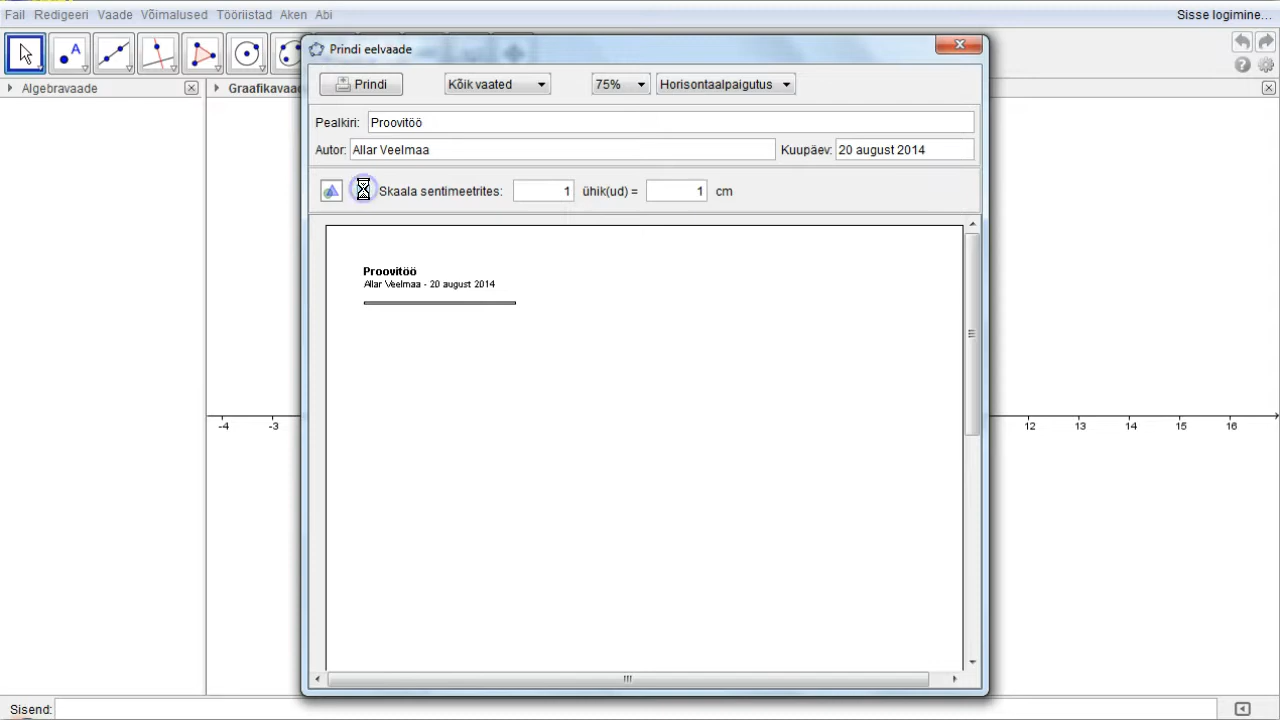 Fail Redigeeri Vaade Võimalused Tööriistad Aken Abi Sisse logimine...
Prindi eelvaade
A
Algebravaade
Graafikavaa
Prindi Kõik vaated 75% Horisontaalpaigutus
Pealkiri: Proovitöö
Autor: Allar Veelmaa Kuupäev: 20 august 2014
Skaala sentimeetrites: 1 ühik(ud) = 1 cm
Proovitöö
Allar Veelmaa - 20 august 2014
-4 -3 12 13 14 15 16
Sisend: